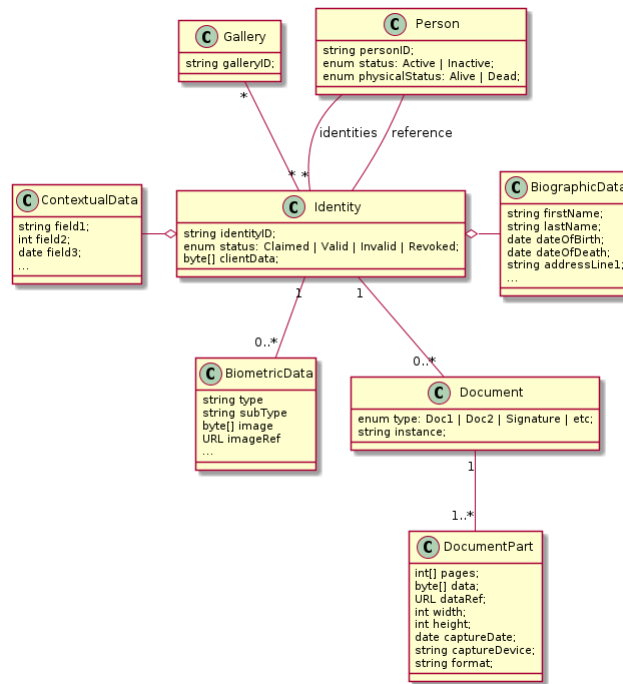 C Gallery
string galleryID;
C Person
string personID;
enum status: Active | Inactive;
enum physicalStatus: Alive | Dead;
*
identities
reference
*
*
C ContextualData
string field1;
int field2;
date field3;
...
C Identity
string identityID;
enum status: Claimed | Valid | Invalid | Revoked;
byte[] clientData;
C BiographicData
string firstName;
string lastName;
date dateOfBirth;
date dateOfDeath;
string addressLine1;
...
1
1
0..*
0..*
C BiometricData
string type
string subType
byte[] image
URL imageRef
...
C Document
enum type: Doc1 | Doc2 | Signature | etc;
string instance;
1
1..*
C DocumentPart
int[] pages;
byte[] data;
URL dataRef;
int width;
int height;
date captureDate;
string captureDevice;
string format;